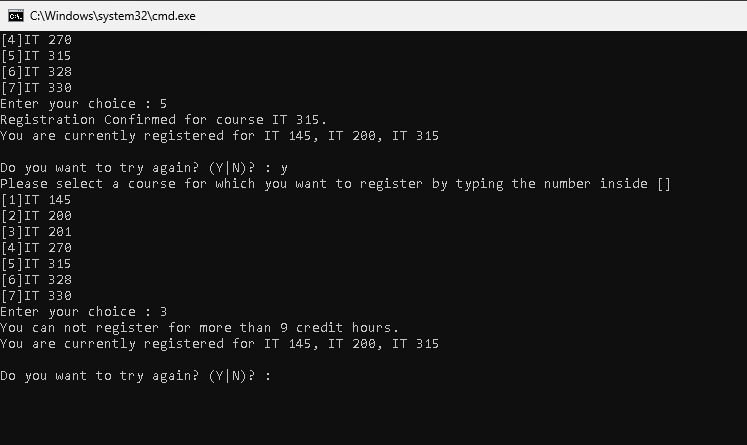 C:\Windows\system32\cmd.exe
[4]IT 270
[5]IT 315
[6]IT 328
[7]IT 330
Enter your choice : 5
Registration Confirmed for course IT 315.
You are currently registered for IT 145, IT 200, IT 315
Do you want to try again? (Y|N)? : y
Please select a course for which you want to register by typing the number inside []
[1]IT 145
[2]IT 200
[3]IT 201
[4]IT 270
[5]IT 315
[6]IT 328
[7]IT 330
Enter your choice : 3
You can not register for more than 9 credit hours.
You are currently registered for IT 145, IT 200, IT 315
Do you want to try again? (Y|N)? :